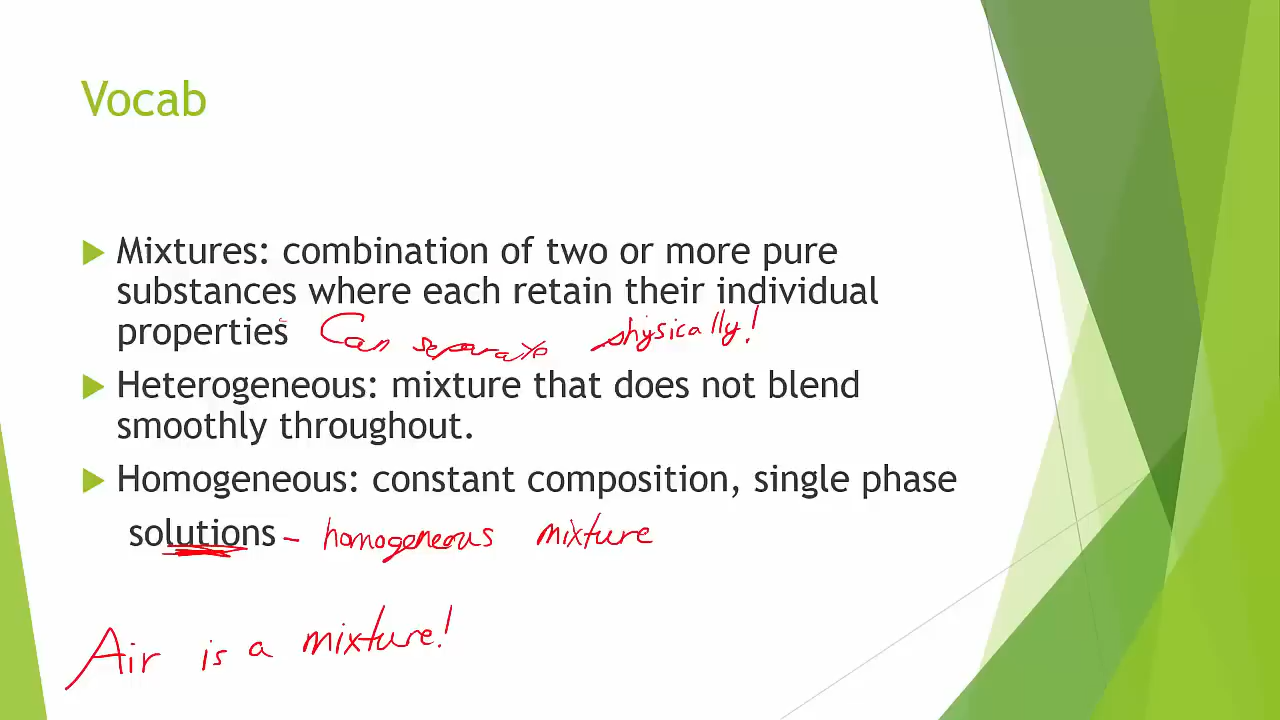 Vocab
Mixtures: combination of two or more pure
substances where each retain their individual
properties Can separate physically!
Heterogeneous: mixture that does not blend
smoothly throughout.
Homogeneous: constant composition, single phase
solutions - homogeneous mixture
Air is a mixture!